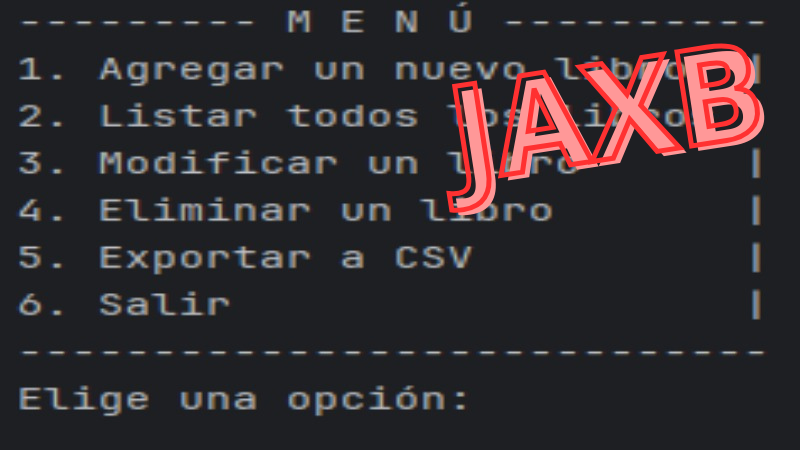 --------- M E N Ú ----------
1. Agregar un nuevo libro |
2. Listar todos los libros
3. Modificar un libro |
4. Eliminar un libro |
5. Exportar a CSV |
6. Salir |
----------------------------
Elige una opción:
JAXB